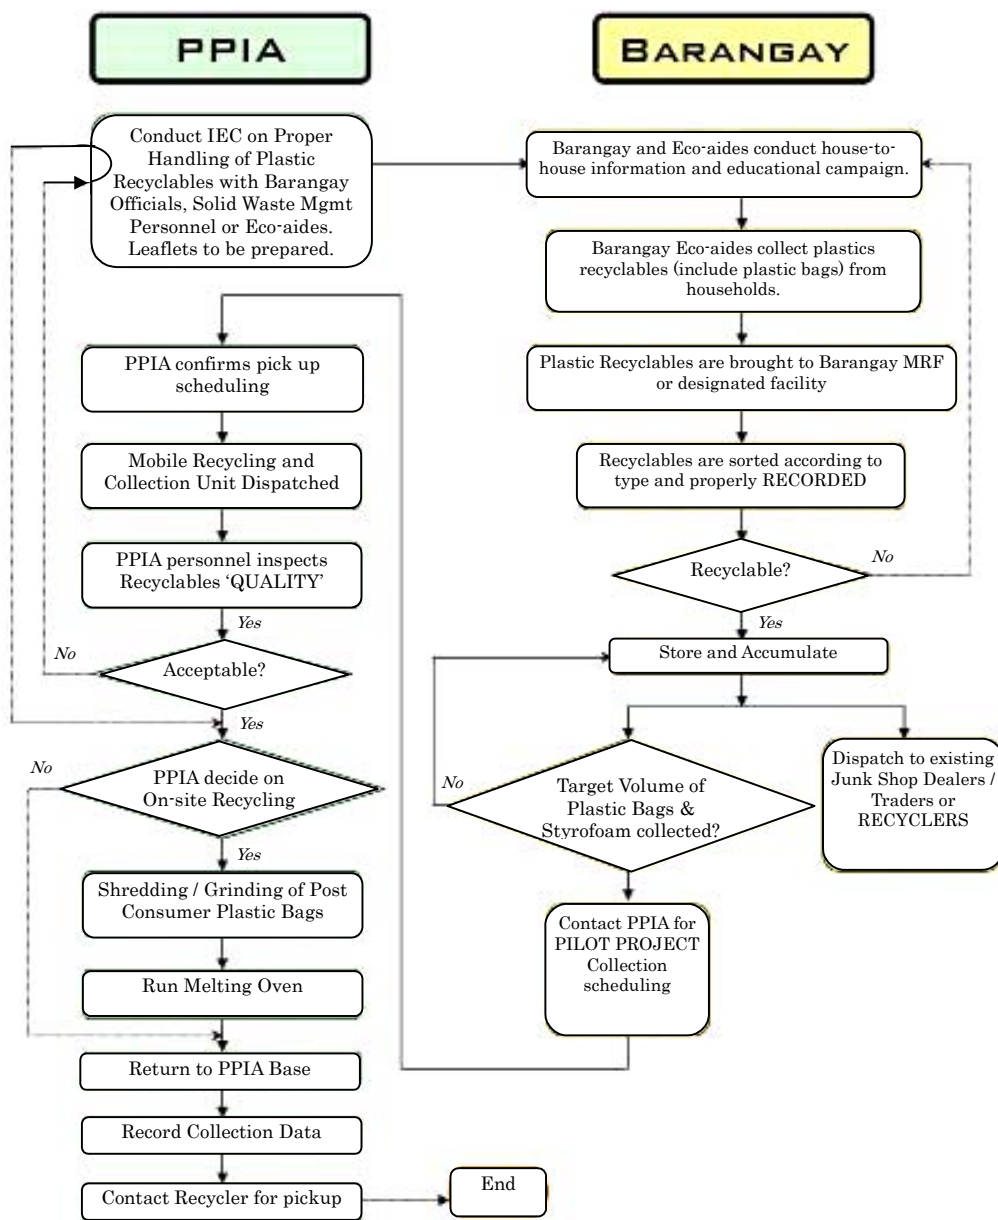 PPIA
BARANGAY
Conduct IEC on Proper
Handling of Plastic
Recyclables with Barangay
Officials, Solid Waste Mgmt
Personnel or Eco-aides.
Leaflets to be prepared.
PPIA confirms pick up
scheduling
Mobile Recycling and
Collection Unit Dispatched
PPIA personnel inspects
Recyclables ‘QUALITY’
Yes
No
Acceptable?
Yes
No
PPIA decide on
On-site Recycling
Yes
Shredding / Grinding of Post
Consumer Plastic Bags
Run Melting Oven
Return to PPIA Base
Record Collection Data
Contact Recycler for pickup
End
Barangay and Eco-aides conduct house-to-
house information and educational campaign.
Barangay Eco-aides collect plastics
recyclables (include plastic bags) from
households.
Plastic Recyclables are brought to Barangay MRF
or designated facility
Recyclables are sorted according to
type and properly RECORDED
No
Recyclable?
Yes
Store and Accumulate
No
Target Volume of
Plastic Bags &
Styrofoam collected?
Dispatch to existing
Junk Shop Dealers /
Traders or
RECYCLERS
Contact PPIA for
PILOT PROJECT
Collection
scheduling